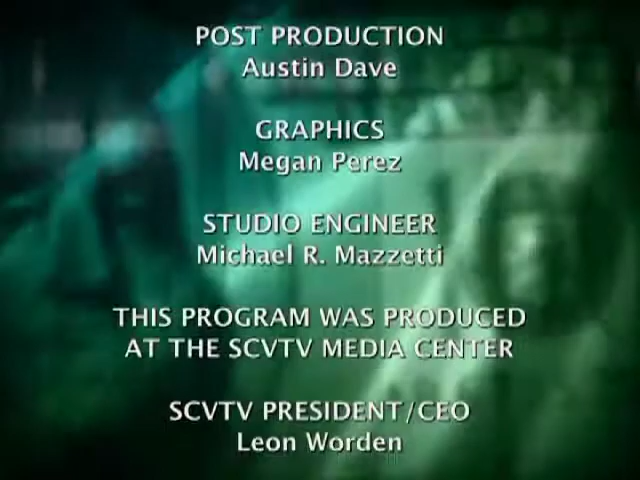 POST PRODUCTION
Austin Dave
GRAPHICS
Megan Perez
STUDIO ENGINEER
Michael R. Mazzetti
THIS PROGRAM WAS PRODUCED
AT THE SCVTV MEDIA CENTER
SCVTV PRESIDENT/CEO
Leon Worden